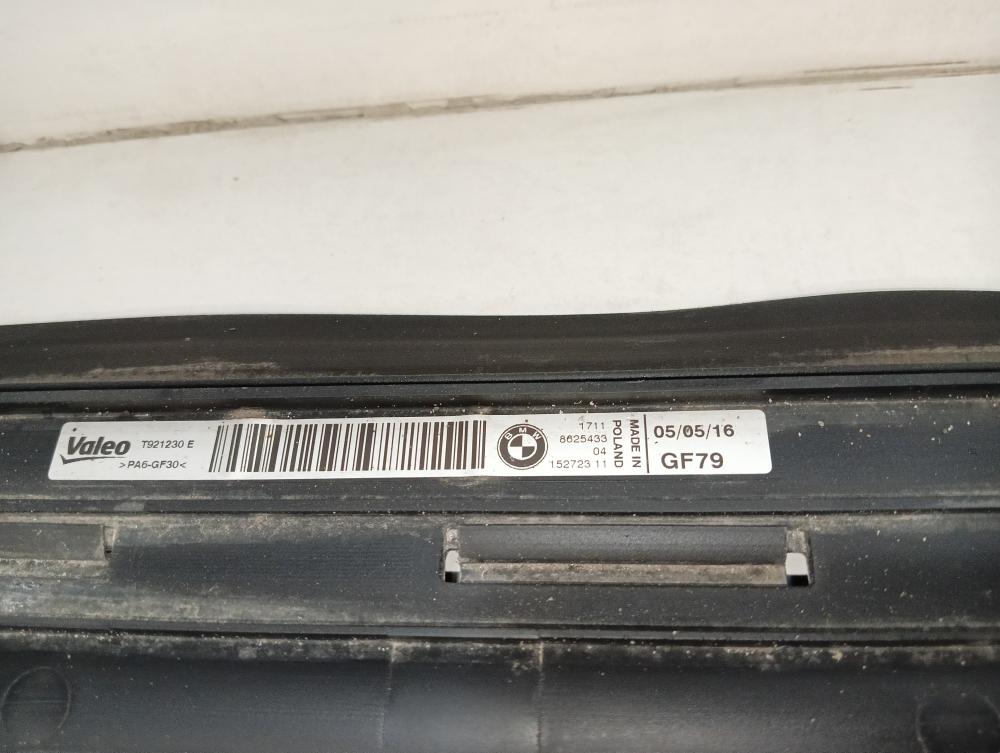 Valeo
T921230 E
>PA6-GF30<
BMW
1711
8625433
04
152723 11
MADE IN
POLAND
05/05/16
GF79